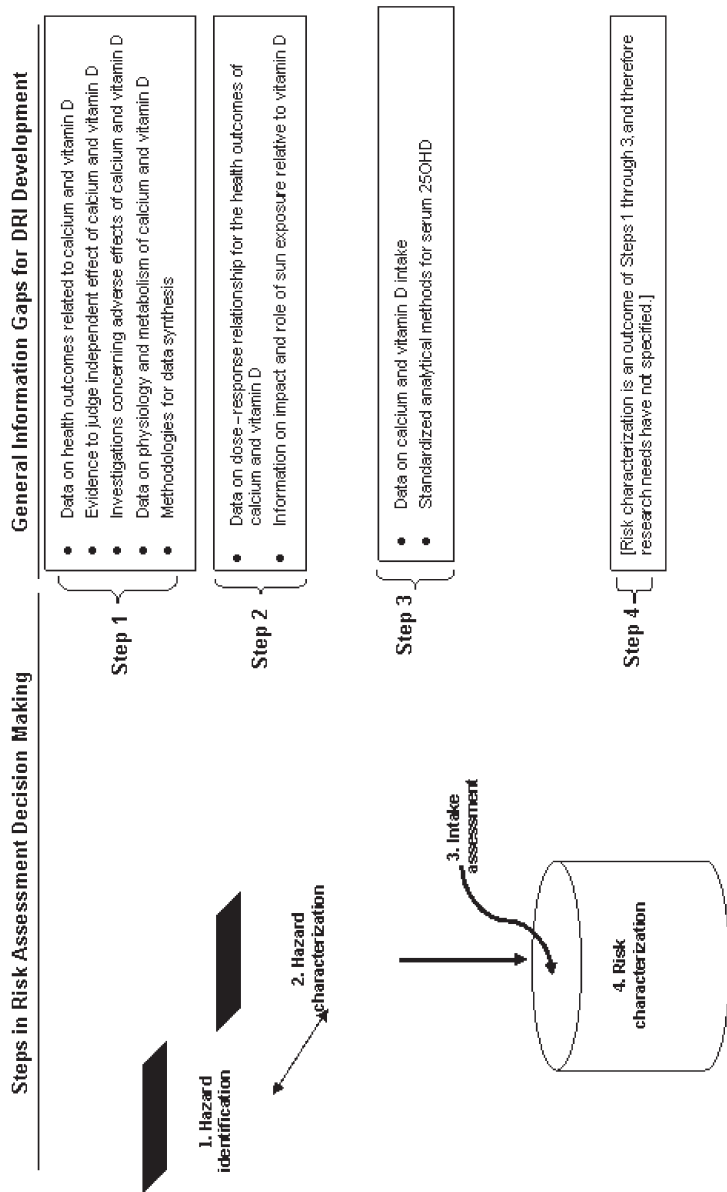 Steps in Risk Assessment Decision Making
General Information Gaps for DRI Development
1. Hazard
identification
2. Hazard
characterization
3. Intake
assessment
4. Risk
characterization
Step 1
• Data on health outcomes related to calcium and vitamin D
• Evidence to judge independent effect of calcium and vitamin D
• Investigations concerning adverse effects of calcium and vitamin D
• Data on physiology and metabolism of calcium and vitamin D
• Methodologies for data synthesis
Step 2
• Data on dose–response relationship for the health outcomes of
calcium and vitamin D
• Information on impact and role of sun exposure relative to vitamin D
Step 3
• Data on calcium and vitamin D intake
• Standardized analytical methods for serum 25OHD
Step 4
[Risk characterization is an outcome of Steps 1 through 3, and therefore
research needs have not specified.]